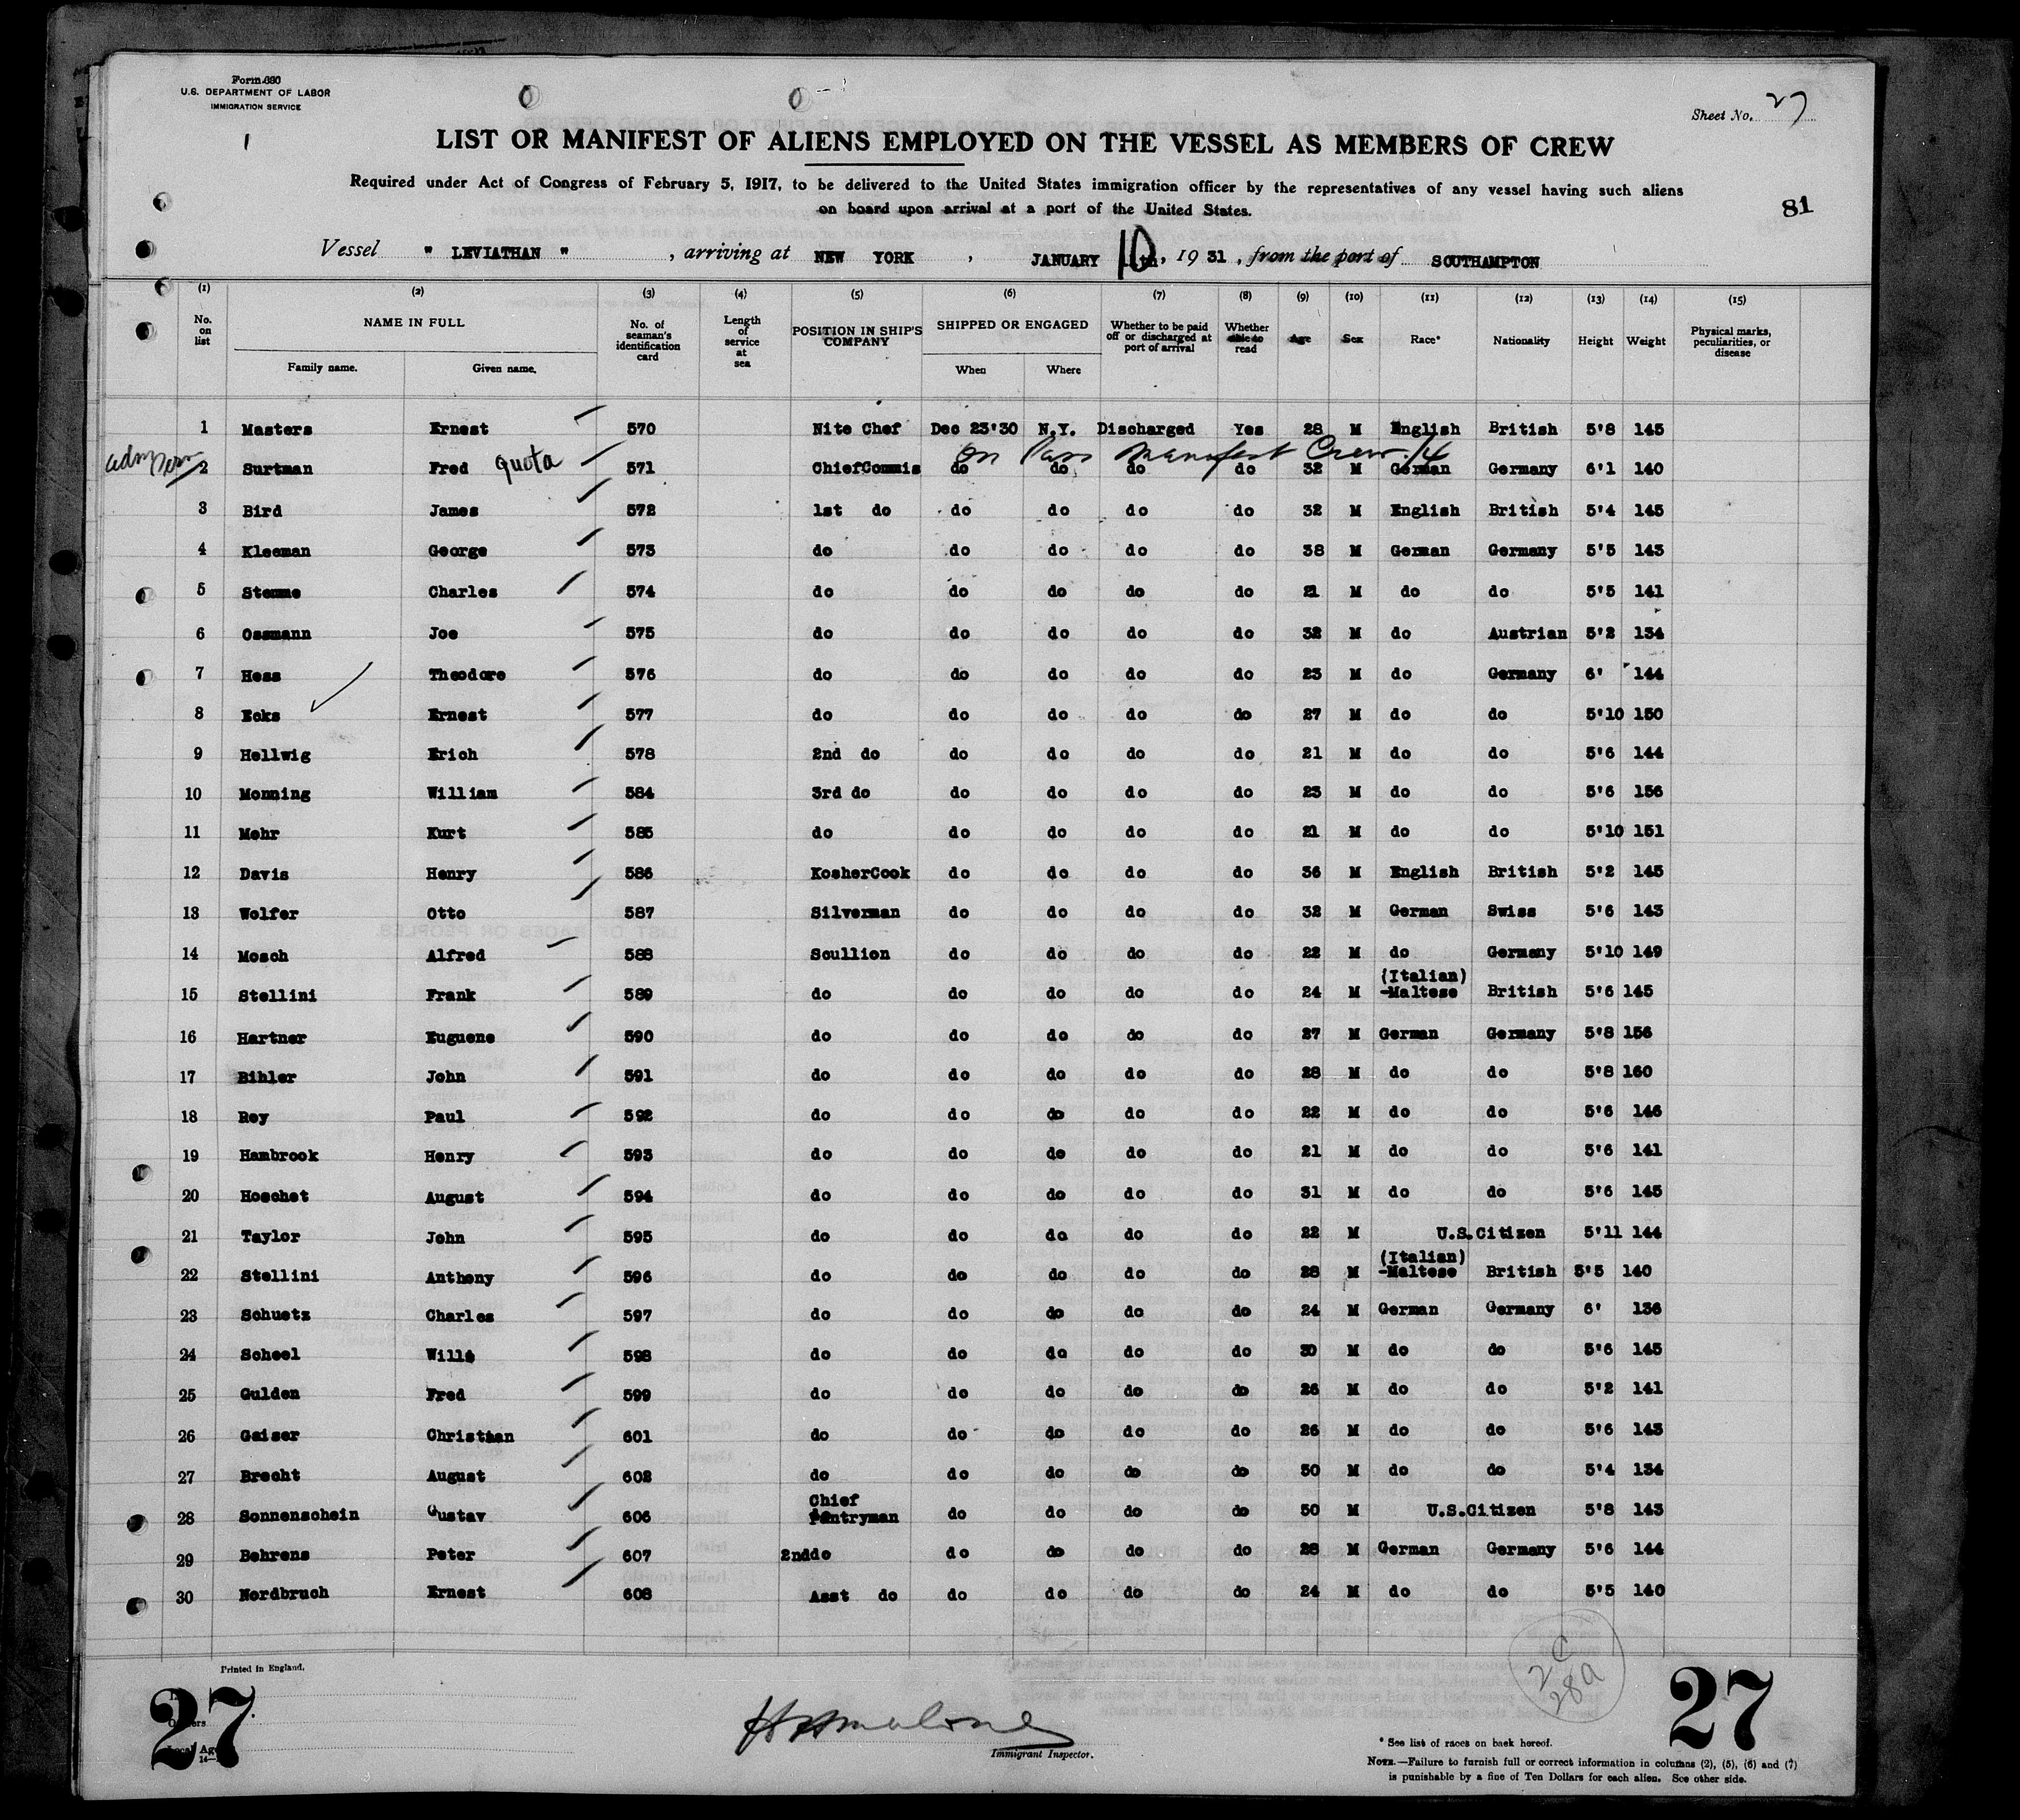 Form 680
U.S. DEPARTMENT OF LABOR
IMMIGRATION SERVICE
Sheet No. 27
1
LIST OR MANIFEST OF ALIENS EMPLOYED ON THE VESSEL AS MEMBERS OF CREW
Required under Act of Congress of February 5, 1917, to be delivered to the United States immigration officer by the representatives of any vessel having such aliens
on board upon arrival at a port of the United States.
81
Vessel " LEVIATHAN " , arriving at NEW YORK , JANUARY 10, 1931, from the port of SOUTHAMPTON
(1) (2) (3) (4) (5) (6) (7) (8) (9) (10) (11) (12) (13) (14) (15)
No. on list NAME IN FULL Family name. Given name. No. of seaman's identification card Length of service at sea POSITION IN SHIP'S COMPANY SHIPPED OR ENGAGED When Where Whether to be paid off or discharged at port of arrival Whether able to read Age Sex Race* Nationality Height Weight Physical marks, peculiarities, or disease
1 Masters Ernest 570 Nite Chef Dec 23'30 N.Y. Discharged Yes 28 M English British 5'8 145
on Pass Manifest Crew 14
2 Surtman Fred quota 571 ChiefCommis do do do do 32 M German Germany 6'1 140
3 Bird James 572 1st do do do do do 32 M English British 5'4 145
4 Kleeman George 573 do do do do do 38 M German Germany 5'5 143
5 Stemme Charles 574 do do do do do 21 M do do 5'5 141
6 Ossmann Joe 575 do do do do do 32 M do Austrian 5'2 134
7 Hess Theodore 576 do do do do do 23 M do Germany 6' 144
8 Ecks Ernest 577 do do do do do 27 M do do 5'10 150
9 Hellwig Erich 578 2nd do do do do do 21 M do do 5'6 144
10 Monning William 584 3rd do do do do do 23 M do do 5'6 156
11 Mehr Kurt 585 do do do do do 21 M do do 5'10 151
12 Davis Henry 586 KosherCook do do do do 36 M English British 5'2 145
13 Wolfer Otto 587 Silverman do do do do 32 M German Swiss 5'6 143
14 Mosch Alfred 588 Scullion do do do do 22 M do Germany 5'10 149
15 Stellini Frank 589 do do do do do 24 M (Italian) -Maltese British 5'6 145
16 Hartner Euguene 590 do do do do do 27 M German Germany 5'8 156
17 Bihler John 591 do do do do do 28 M do do 5'8 160
18 Rey Paul 592 do do do do do 22 M do do 5'6 146
19 Hambrook Henry 593 do do do do do 21 M do do 5'6 141
20 Hoschet August 594 do do do do do 31 M do do 5'6 145
21 Taylor John 595 do do do do do 22 M U.S.Citizen 5'11 144
22 Stellini Anthony 596 do do do do do 28 M (Italian) -Maltese British 5'5 140
23 Schuetz Charles 597 do do do do do 24 M German Germany 6' 136
24 Scheel Willi 598 do do do do do 30 M do do 5'6 145
25 Gulden Fred 599 do do do do do 26 M do do 5'2 141
26 Gaiser Christian 601 do do do do do 26 M do do 5'6 143
27 Brecht August 602 do do do do do 50 M do do 5'4 134
28 Sonnenschein Gustav 606 Chief Pantryman do do do do 50 M U.S.Citizen 5'8 143
29 Behrens Peter 607 2nd do do do do do 28 M German Germany 5'6 144
30 Nordbruch Ernest 608 Asst do do do do do 24 M do do 5'5 140
Printed in England.
27
Immigrant Inspector.
2C
28a
27
* See list of races on back hereof.
NOTE.—Failure to furnish full or correct information in columns (2), (5), (6) and (7)
is punishable by a fine of Ten Dollars for each alien. See other side.